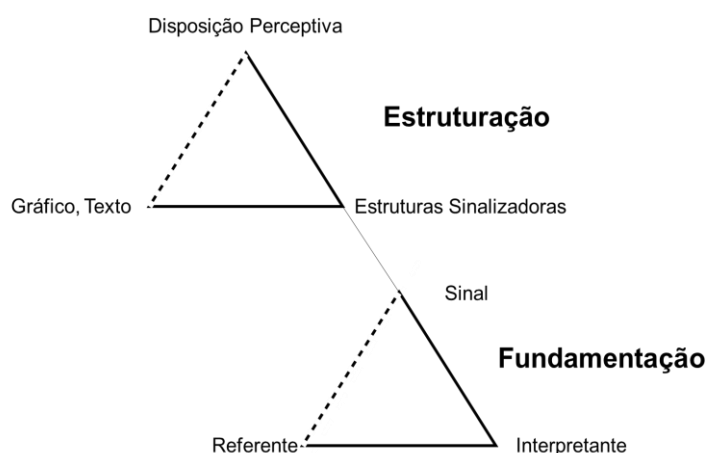 Disposição Perceptiva
Estruturação
Gráfico, Texto
Estruturas Sinalizadoras
Sinal
Fundamentação
Referente
Interpretante